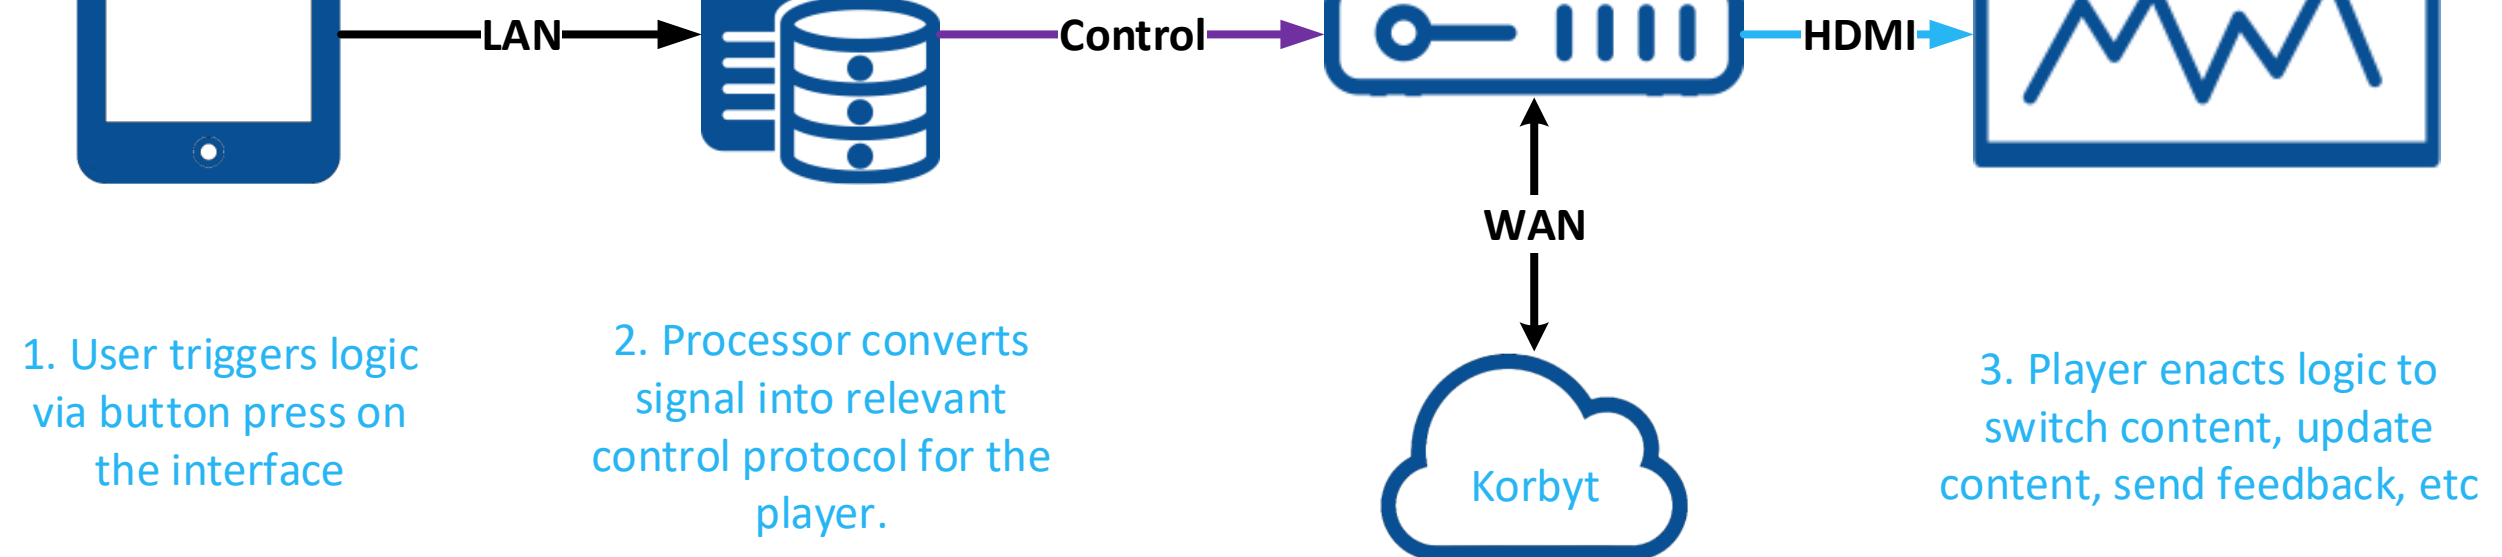 LAN
Control
HDMI
WAN
1. User triggers logic
via button press on
the interface
2. Processor converts
signal into relevant
control protocol for the
player.
Korbyt
3. Player enacts logic to
switch content, update
content, send feedback, etc